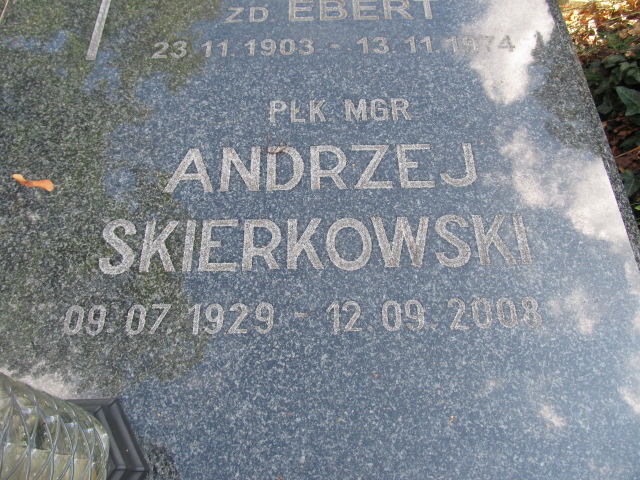 ZD EBERT
23.11.1903 - 13.11.1974
PŁK MGR
ANDRZEJ
SKIERKOWSKI
09.07.1929 - 12.09.2008